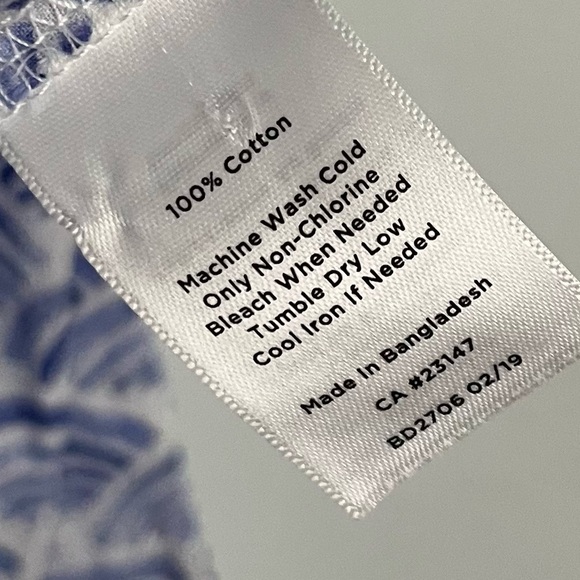 100% Cotton
Machine Wash Cold
Only Non-Chlorine
Bleach When Needed
Tumble Dry Low
Cool Iron If Needed
Made In Bangladesh
CA #23147
BD2706 02/19